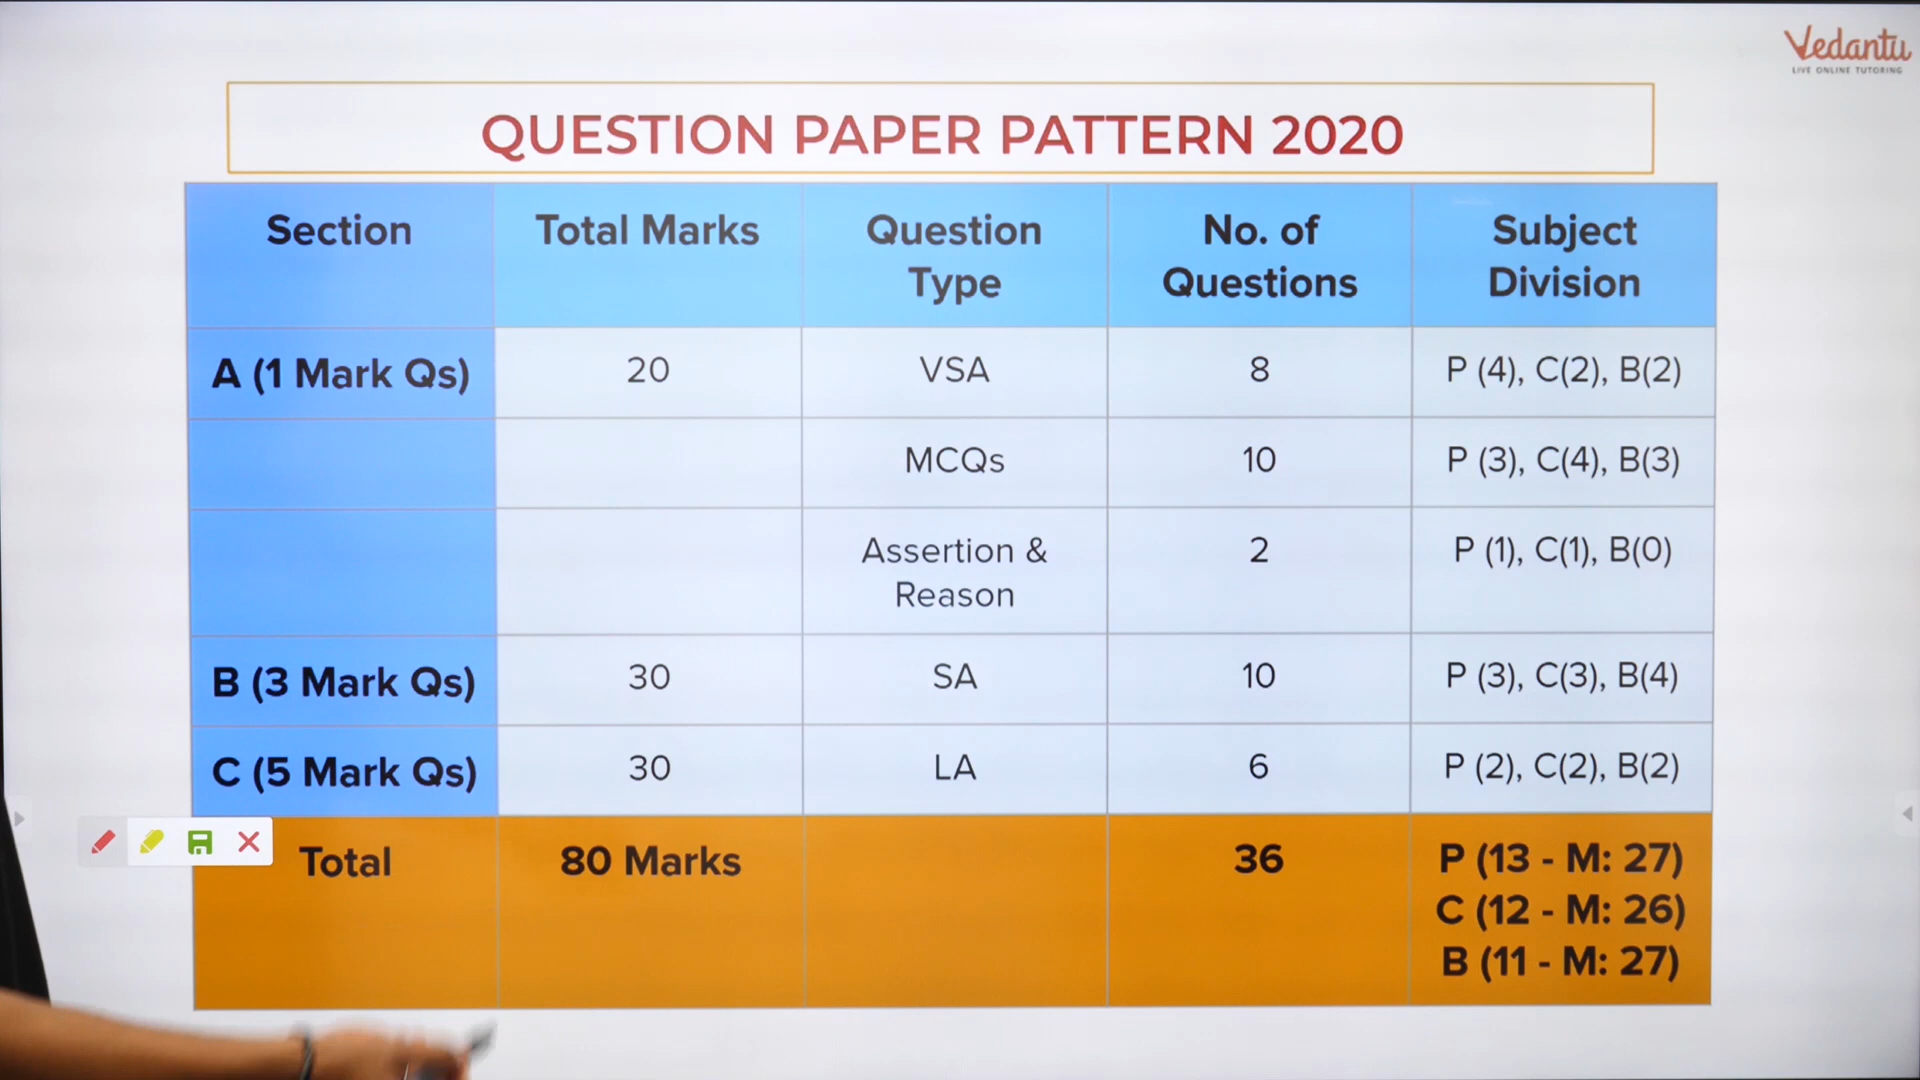 Vedantu
LIVE ONLINE TUTORING
QUESTION PAPER PATTERN 2020
Section
Total Marks
Question
Type
No. of
Questions
Subject
Division
A (1 Mark Qs)
20
VSA
8
P (4), C(2), B(2)
MCQs
10
P (3), C(4), B(3)
Assertion &
Reason
2
P (1), C(1), B(0)
B (3 Mark Qs)
30
SA
10
P (3), C(3), B(4)
C (5 Mark Qs)
30
LA
6
P (2), C(2), B(2)
Total
80 Marks
36
P (13 - M: 27)
C (12 - M: 26)
B (11 - M: 27)